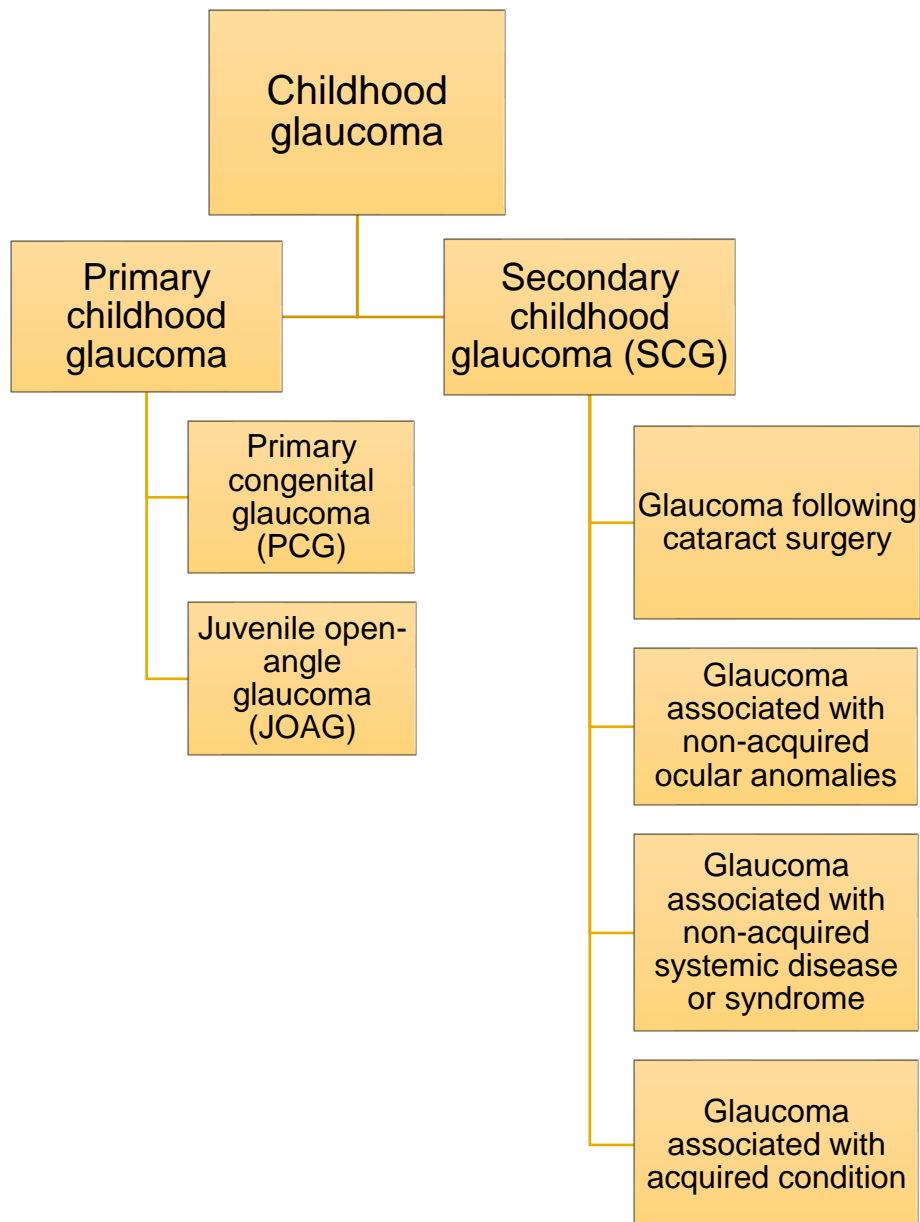 Childhood
glaucoma
Primary
childhood
glaucoma
Secondary
childhood
glaucoma (SCG)
Primary
congenital
glaucoma
(PCG)
Juvenile open-
angle
glaucoma
(JOAG)
Glaucoma following
cataract surgery
Glaucoma
associated with
non-acquired
ocular anomalies
Glaucoma
associated with
non-acquired
systemic disease
or syndrome
Glaucoma
associated with
acquired condition